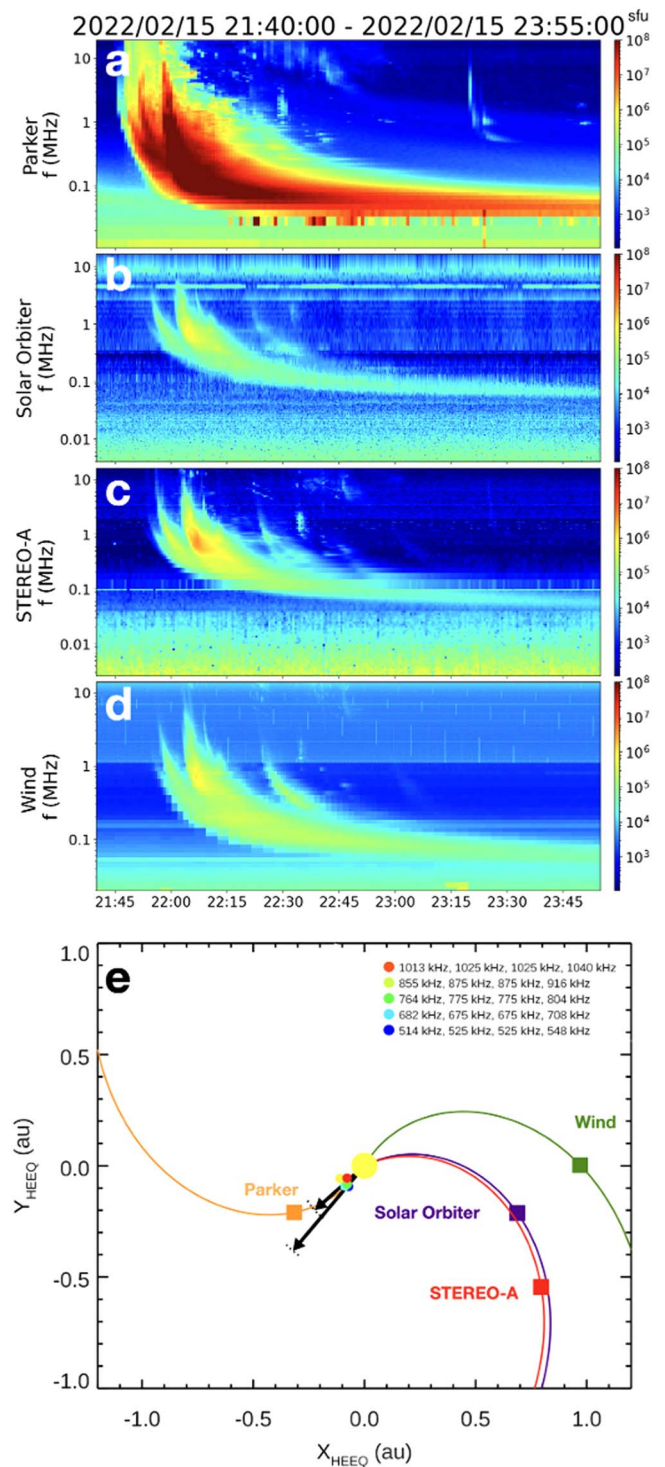 2022/02/15 21:40:00 - 2022/02/15 23:55:00
sfu
a
Parker
f (MHz)
10
1
0.1
10⁸
10⁷
10⁶
10⁵
10⁴
10³
b
Solar Orbiter
f (MHz)
10
1
0.1
0.01
10⁸
10⁷
10⁶
10⁵
10⁴
10³
c
STEREO-A
f (MHz)
10
1
0.1
0.01
10⁸
10⁷
10⁶
10⁵
10⁴
10³
d
Wind
f (MHz)
10
1
0.1
10⁸
10⁷
10⁶
10⁵
10⁴
10³
21:45 22:00 22:15 22:30 22:45 23:00 23:15 23:30 23:45
e
1013 kHz, 1025 kHz, 1025 kHz, 1040 kHz
855 kHz, 875 kHz, 875 kHz, 916 kHz
764 kHz, 775 kHz, 775 kHz, 804 kHz
682 kHz, 675 kHz, 675 kHz, 708 kHz
514 kHz, 525 kHz, 525 kHz, 548 kHz
Y_HEEQ (au)
1.0
0.5
0.0
-0.5
-1.0
Wind
Parker
Solar Orbiter
STEREO-A
-1.0 -0.5 0.0 0.5 1.0
X_HEEQ (au)